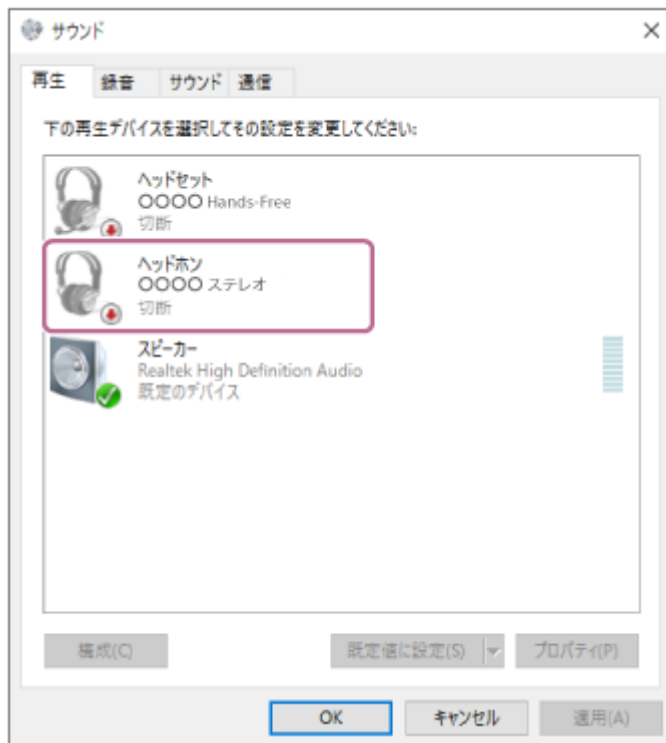 サウンド
再生 録音 サウンド 通信
下の再生デバイスを選択してその設定を変更してください:
ヘッドセット
〇〇〇〇 Hands-Free
切断
ヘッドホン
〇〇〇〇 ステレオ
切断
スピーカー
Realtek High Definition Audio
既定のデバイス
構成(C) 既定値に設定(S) プロパティ(P)
OK キャンセル 適用(A)